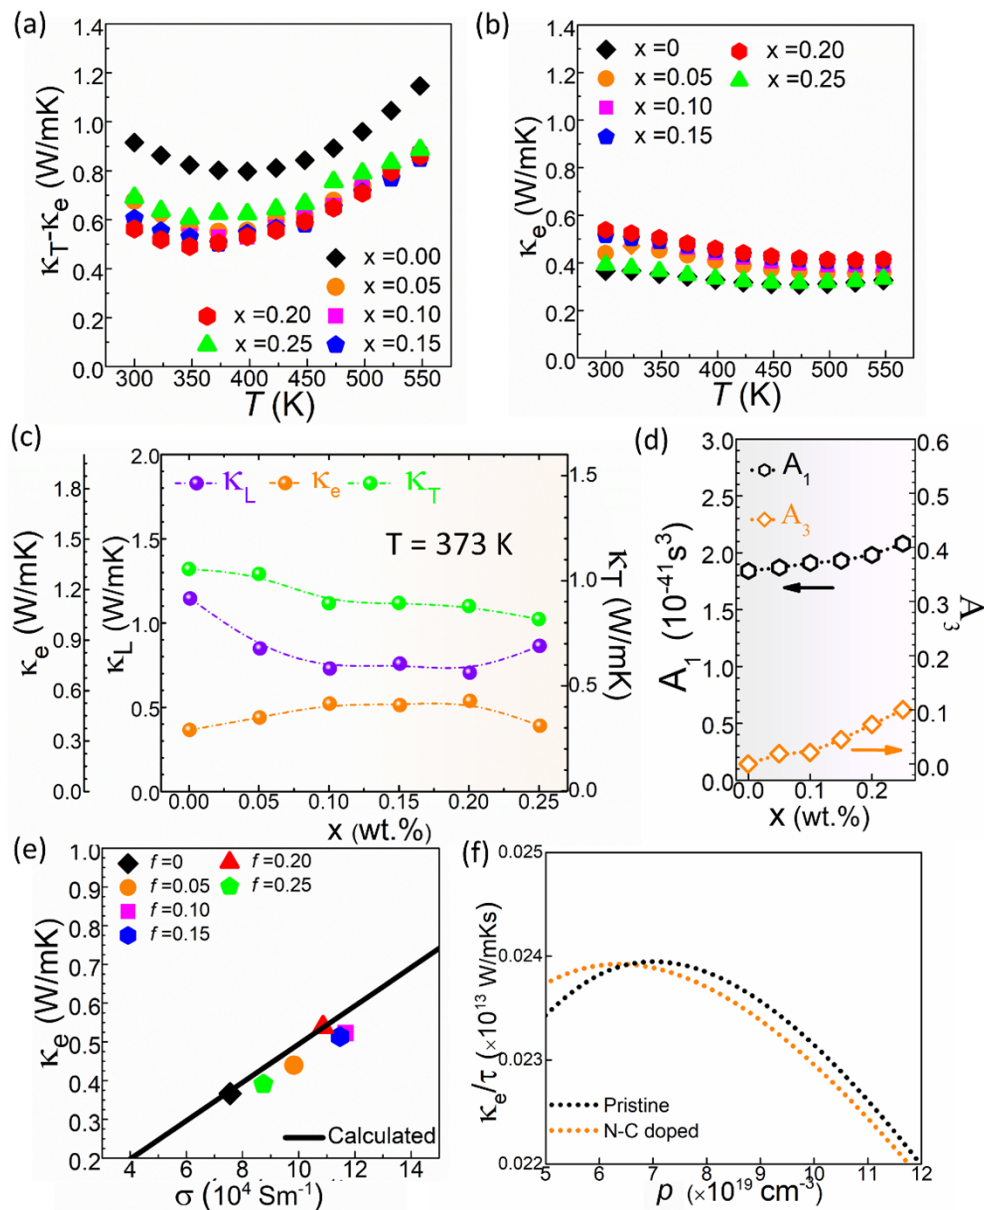 (a)
1.4
1.2
1.0
0.8
0.6
0.4
0.2
0.0
κT-κe (W/mK)
x=0.00
x=0.05
x=0.20
x=0.10
x=0.25
x=0.15
300 350 400 450 500 550
T (K)
(b)
1.4
1.2
1.0
0.8
0.6
0.4
0.2
0.0
κe (W/mK)
x=0
x=0.20
x=0.05
x=0.25
x=0.10
x=0.15
300 350 400 450 500 550
T (K)
(c)
1.8
1.5
1.2
0.9
0.6
0.3
0.0
κe (W/mK)
2.0
1.5
1.0
0.5
0.0
κL (W/mK)
κL κe κT
T = 373 K
1.5
1.0
0.5
0.0
κT (W/mK)
0.00 0.05 0.10 0.15 0.20 0.25
x (wt.%)
(d)
3.0
2.5
2.0
1.5
1.0
0.5
0.0
A1 (10-41s3)
A1
A3
0.6
0.5
0.4
0.3
0.2
0.1
0.0
A3
0.0 0.1 0.2
x (wt.%)
(e)
1.0
0.9
0.8
0.7
0.6
0.5
0.4
0.3
0.2
κe (W/mK)
f=0
f=0.20
f=0.05
f=0.25
f=0.10
f=0.15
Calculated
4 6 8 10 12 14
σ (104 Sm-1)
(f)
0.025
0.024
0.023
0.022
κe/τ (×1013 W/mKs)
Pristine
N-C doped
5 6 7 8 9 10 11 12
p (×1019 cm-3)